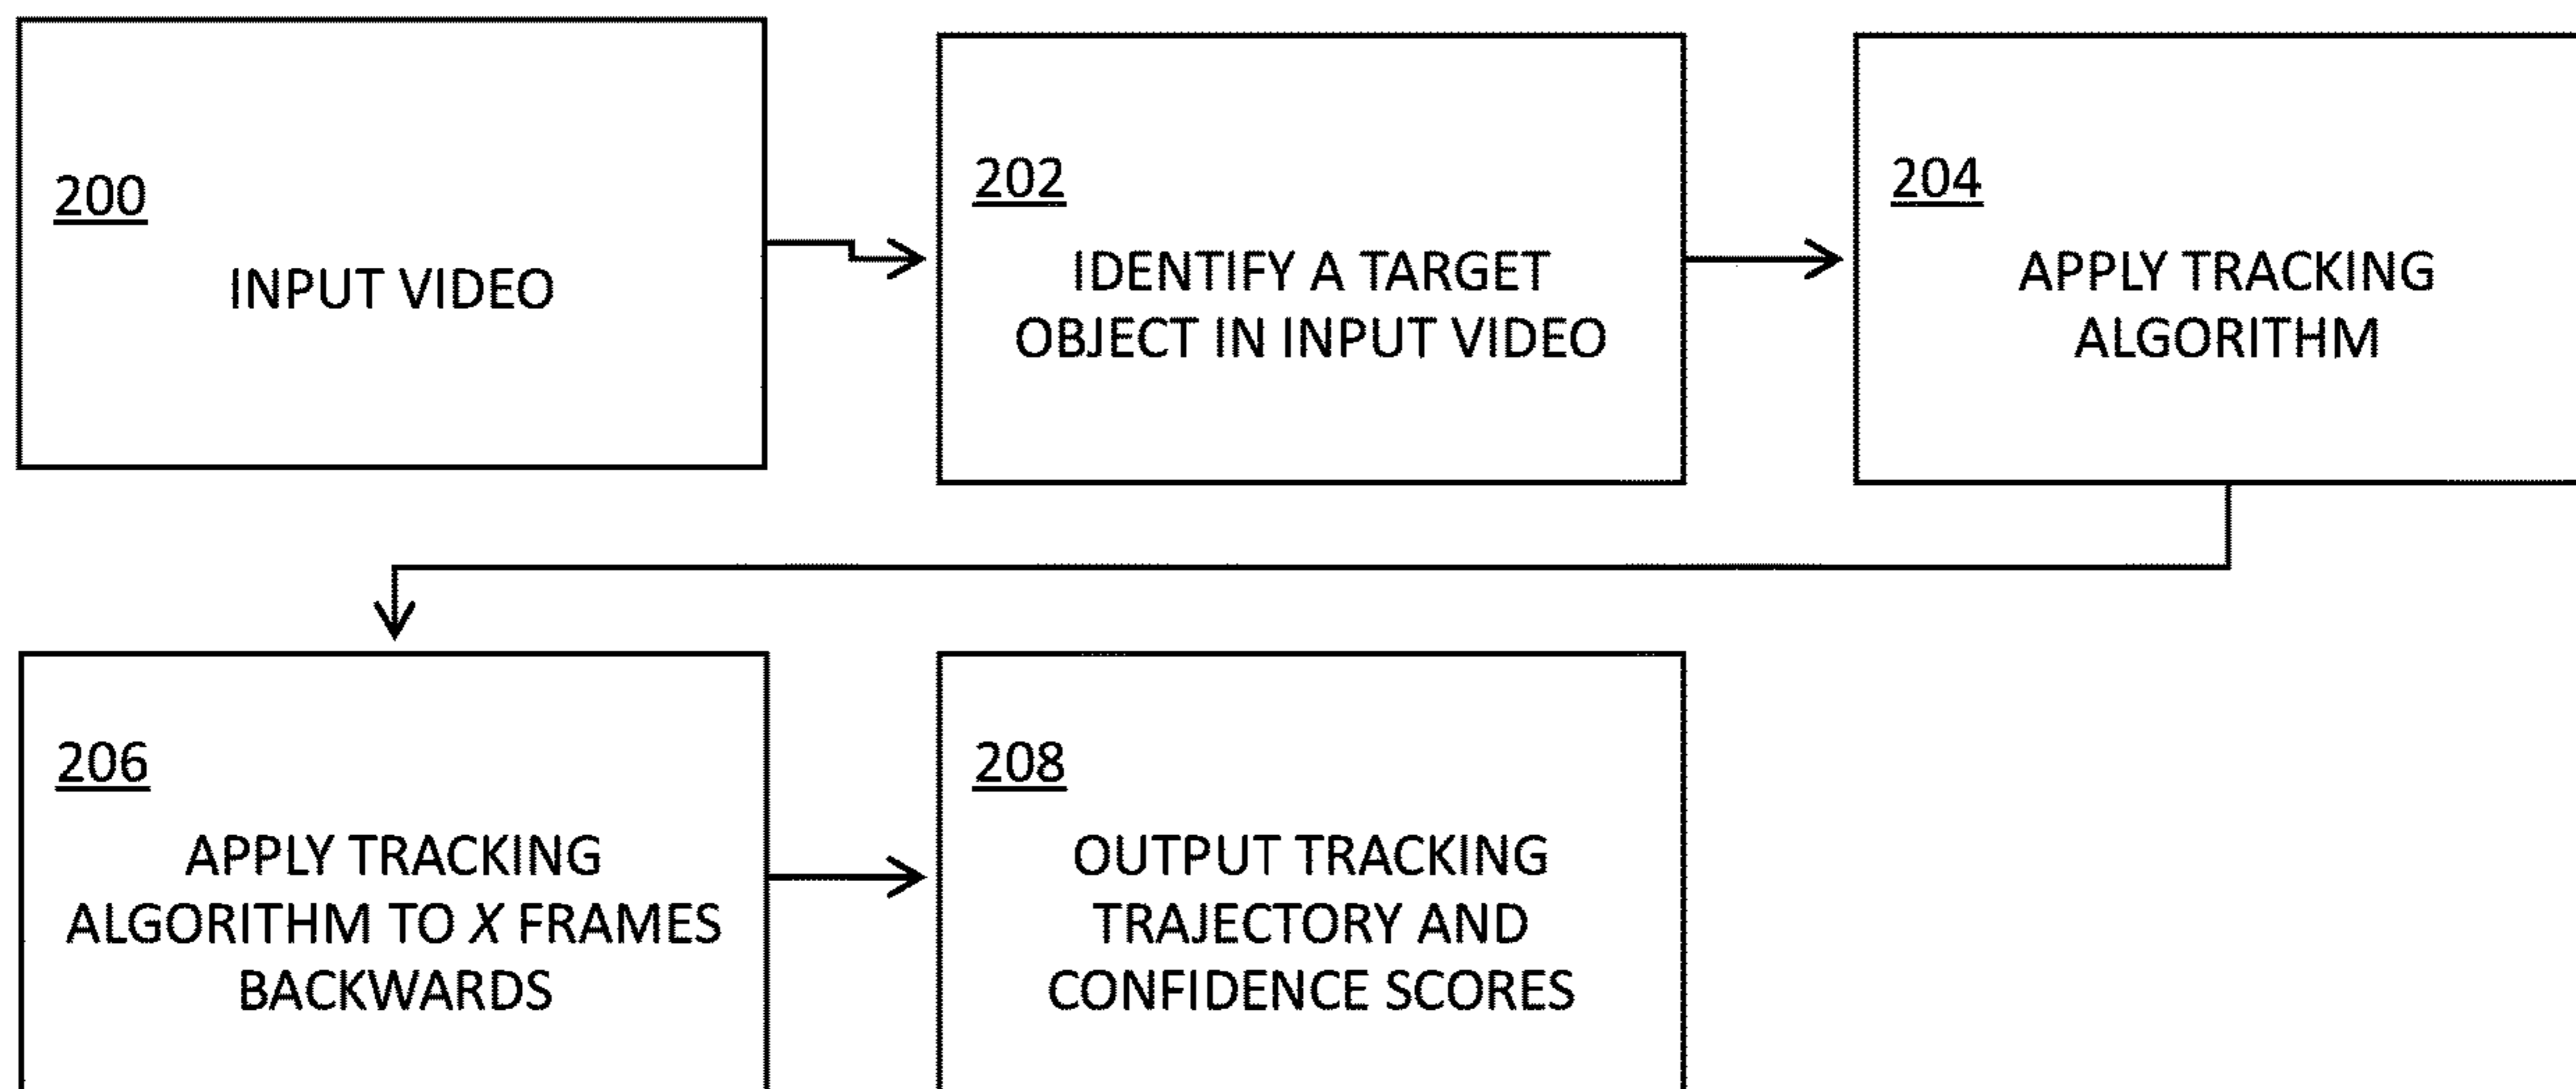 200
INPUT VIDEO
202
IDENTIFY A TARGET
OBJECT IN INPUT VIDEO
204
APPLY TRACKING
ALGORITHM
206
APPLY TRACKING
ALGORITHM TO X FRAMES
BACKWARDS
208
OUTPUT TRACKING
TRAJECTORY AND
CONFIDENCE SCORES